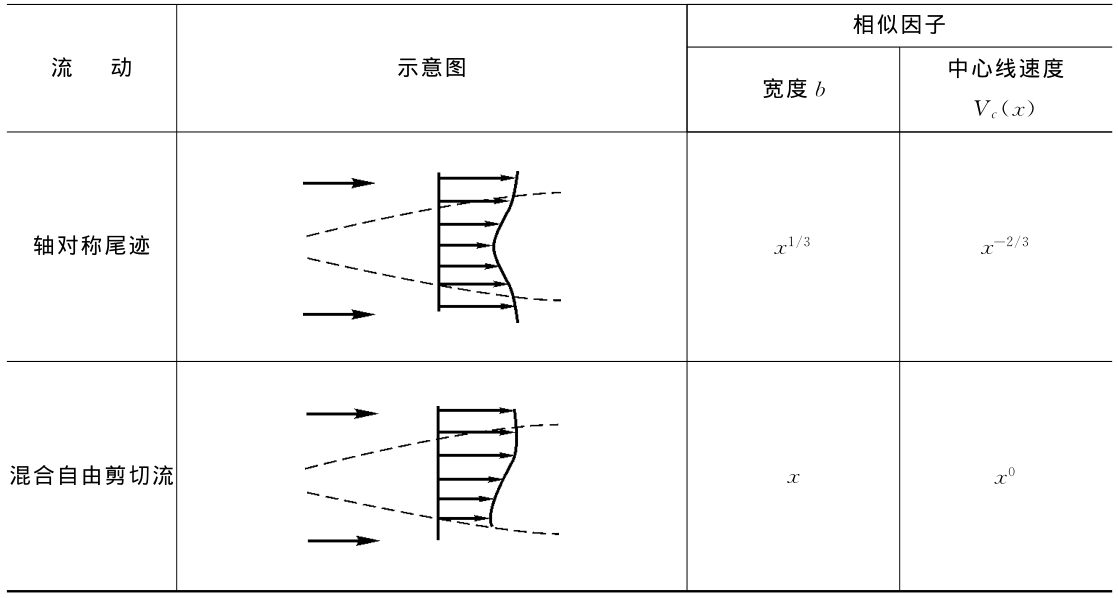 流 动
示意图
相似因子
宽度 b
中心线速度
V_c(x)
轴对称尾迹
x^{1/3}
x^{-2/3}
混合自由剪切流
x
x^0